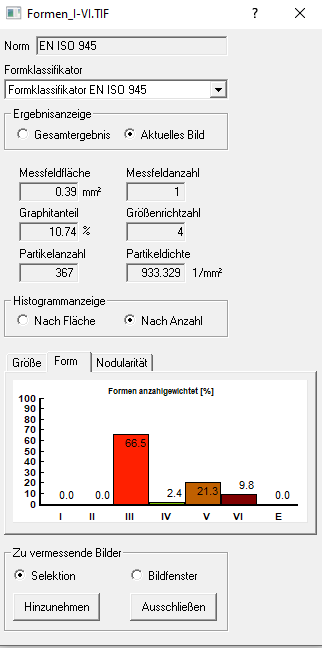 Formen_I-VI.TIF
Norm EN ISO 945
Formklassifikator
Formklassifikator EN ISO 945
Ergebnisanzeige
Gesamtergebnis Aktuelles Bild
Messfeldfläche Messfeldanzahl
0.39 mm² 1
Graphitanteil Größenrichtzahl
10.74 % 4
Partikelanzahl Partikeldichte
367 933.329 1/mm²
Histogrammanzeige
Nach Fläche Nach Anzahl
Größe Form Nodularität
Formen anzahlgewichtet [%]
100
90
80
70
60
50
40
30
20
10
0
0.0 0.0 66.5 2.4 21.3 9.8 0.0
I II III IV V VI E
Zu vermessende Bilder
Selektion Bildfenster
Hinzunehmen Ausschließen